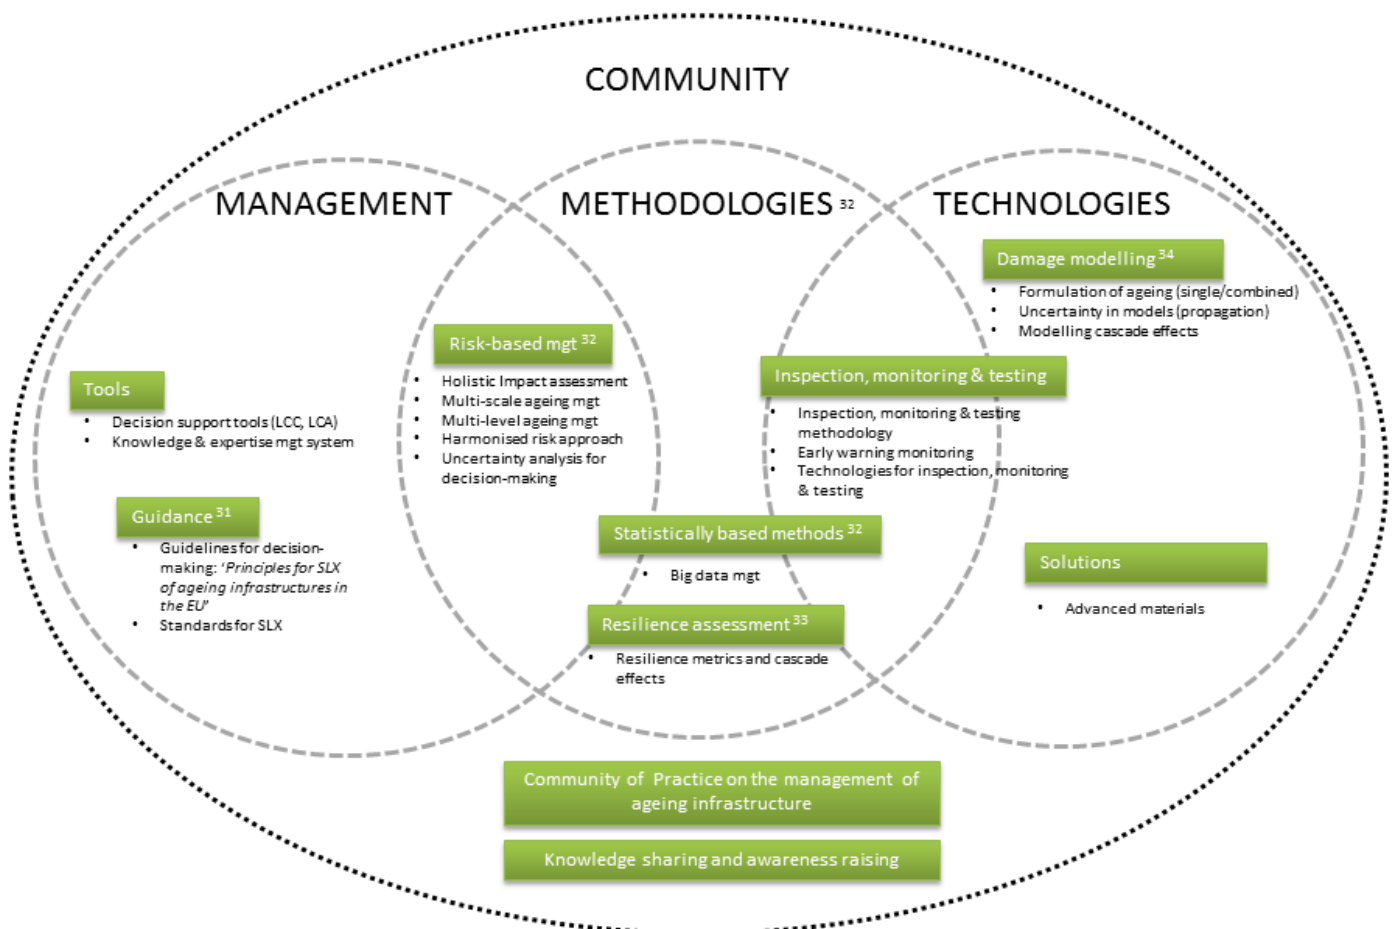 COMMUNITY
MANAGEMENT
METHODOLOGIES 32
TECHNOLOGIES
Tools
• Decision support tools (LCC, LCA)
• Knowledge & expertise mgt system
Guidance 31
• Guidelines for decision-
making: ‘Principles for SLX
of ageing infrastructures in
the EU’
• Standards for SLX
Risk-based mgt 32
• Holistic Impact assessment
• Multi-scale ageing mgt
• Multi-level ageing mgt
• Harmonised risk approach
• Uncertainty analysis for
decision-making
Statistically based methods 32
• Big data mgt
Resilience assessment 33
• Resilience metrics and cascade
effects
Damage modelling 34
• Formulation of ageing (single/combined)
• Uncertainty in models (propagation)
• Modelling cascade effects
Inspection, monitoring & testing
• Inspection, monitoring & testing
methodology
• Early warning monitoring
• Technologies for inspection, monitoring
& testing
Solutions
• Advanced materials
Community of Practice on the management of
ageing infrastructure
Knowledge sharing and awareness raising